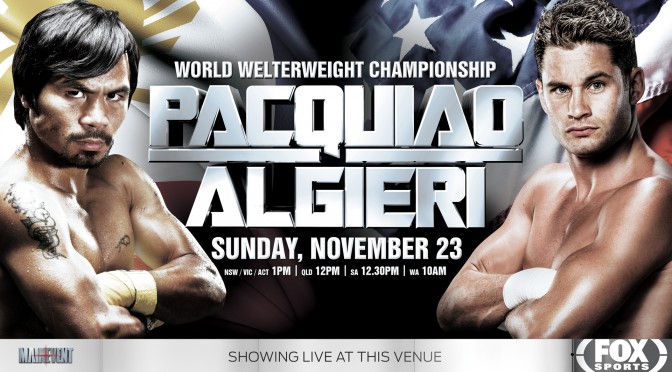 WORLD WELTERWEIGHT CHAMPIONSHIP
PACQUIAO
ALGIERI
SUNDAY, NOVEMBER 23
NSW / VIC / ACT 1PM | QLD 12PM | SA 12.30PM | WA 10AM
MAIN EVENT
SHOWING LIVE AT THIS VENUE
FOX
SPORTS